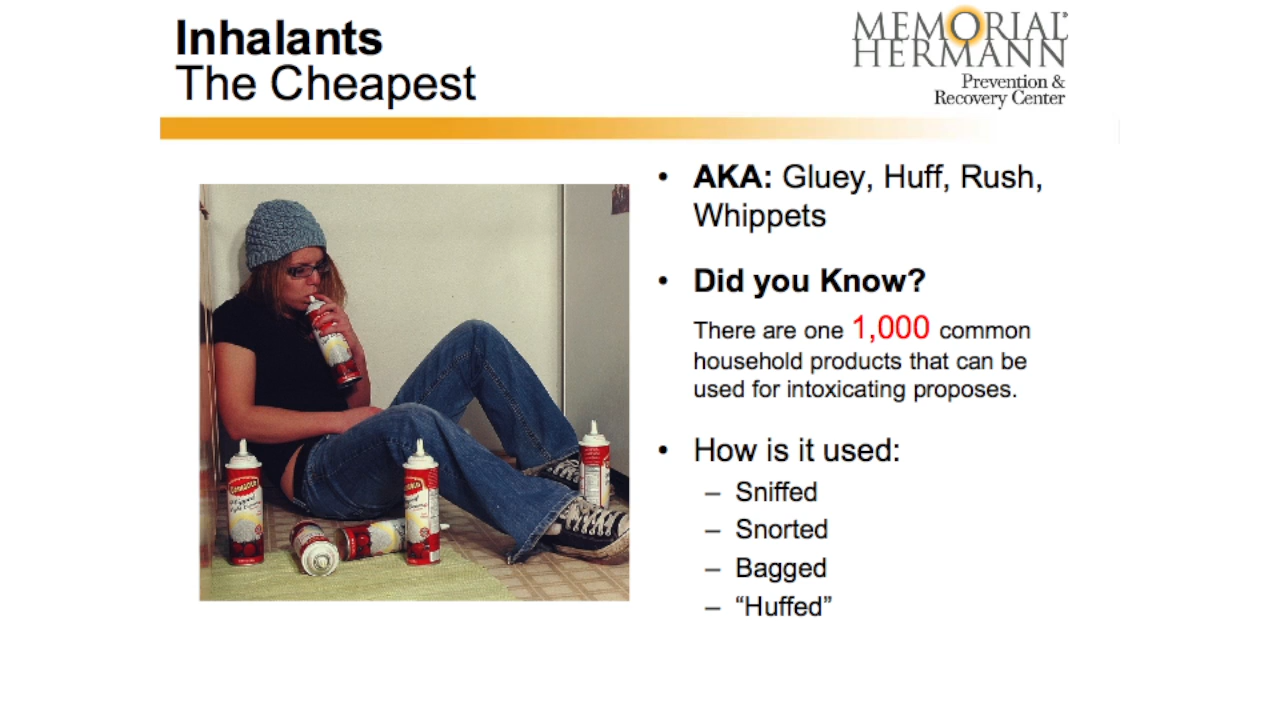 Inhalants
The Cheapest
MEMORIAL®
HERMANN
Prevention &
Recovery Center
• AKA: Gluey, Huff, Rush,
Whippets
• Did you Know?
There are one 1,000 common
household products that can be
used for intoxicating proposes.
• How is it used:
– Sniffed
– Snorted
– Bagged
– “Huffed”